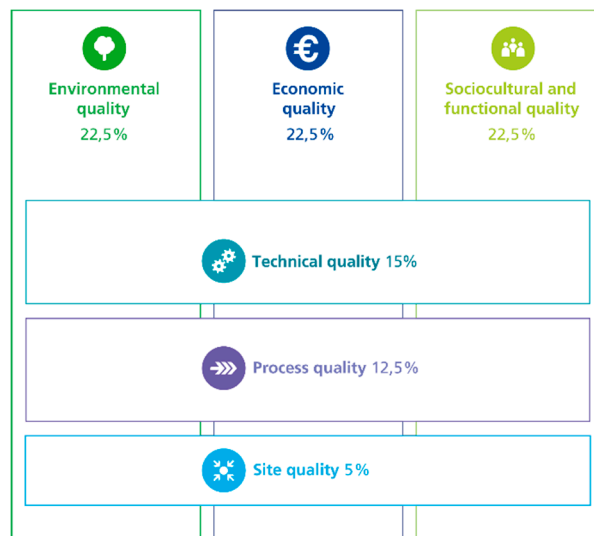 Environmental
quality
22,5%
Economic
quality
22,5%
Sociocultural and
functional quality
22,5%
Technical quality 15%
Process quality 12,5%
Site quality 5%